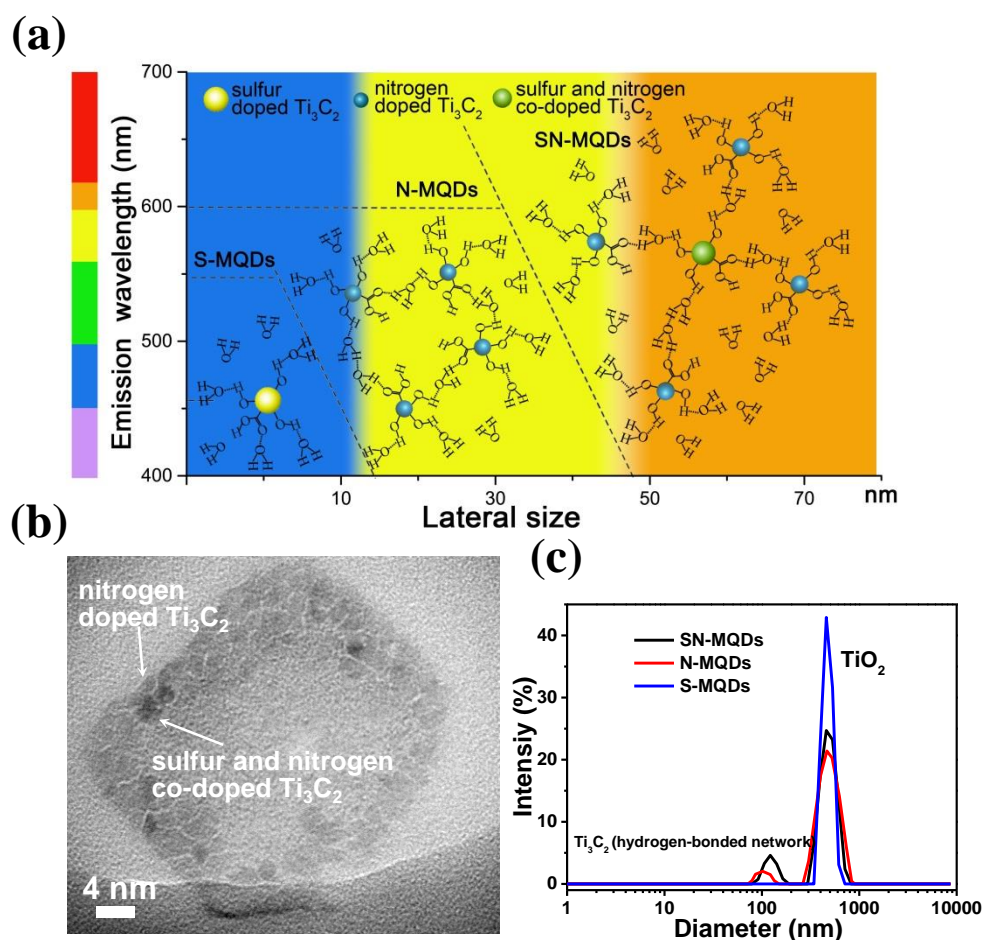 (a)
700
600
500
400
Emission wavelength (nm)
sulfur
doped Ti₃C₂
nitrogen
doped Ti₃C₂
sulfur and nitrogen
co-doped Ti₃C₂
SN-MQDs
N-MQDs
S-MQDs
10
30
50
70
nm
Lateral size
(b)
nitrogen
doped Ti₃C₂
sulfur and nitrogen
co-doped Ti₃C₂
4 nm
(c)
SN-MQDs
N-MQDs
S-MQDs
TiO₂
Ti₃C₂ (hydrogen-bonded network)
40
30
20
10
0
Intensiy (%)
1
10
100
1000
10000
Diameter (nm)